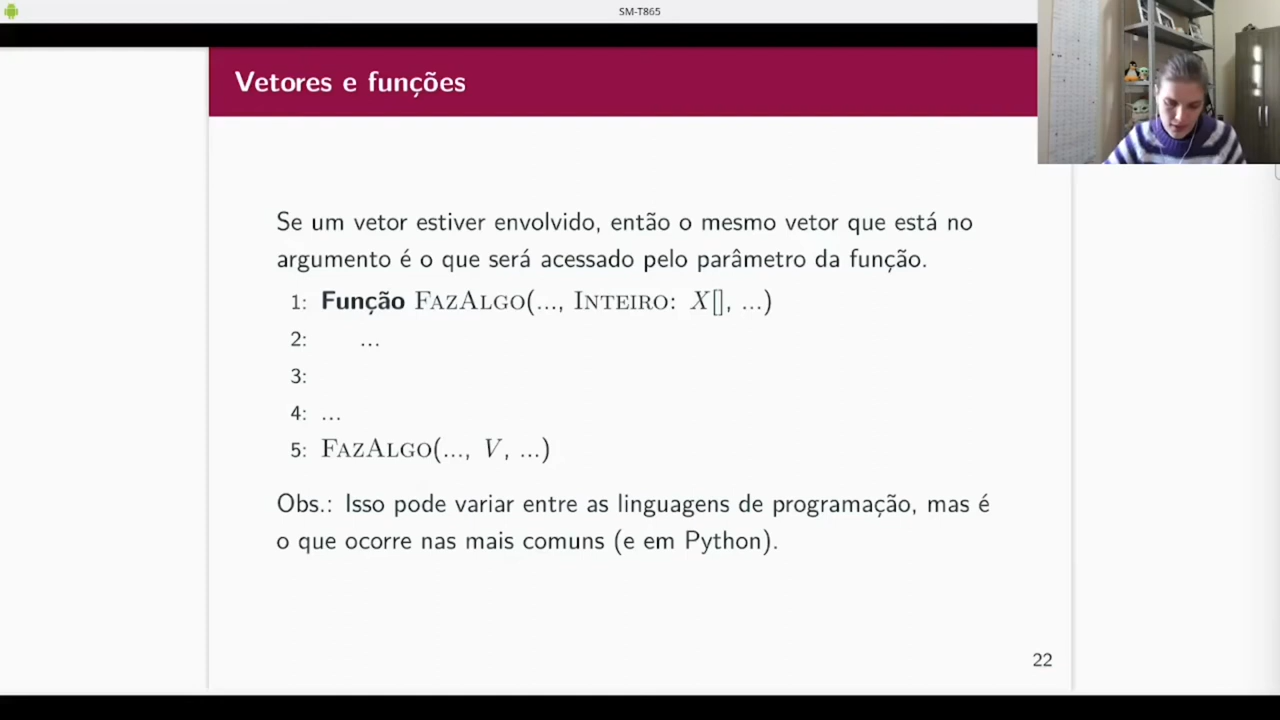 SM-T865
Vetores e funções
Se um vetor estiver envolvido, então o mesmo vetor que está no
argumento é o que será acessado pelo parâmetro da função.
1: Função FAZALGO(..., INTEIRO: X[], ...)
2: ...
3:
4: ...
5: FAZALGO(..., V, ...)
Obs.: Isso pode variar entre as linguagens de programação, mas é
o que ocorre nas mais comuns (e em Python).
22